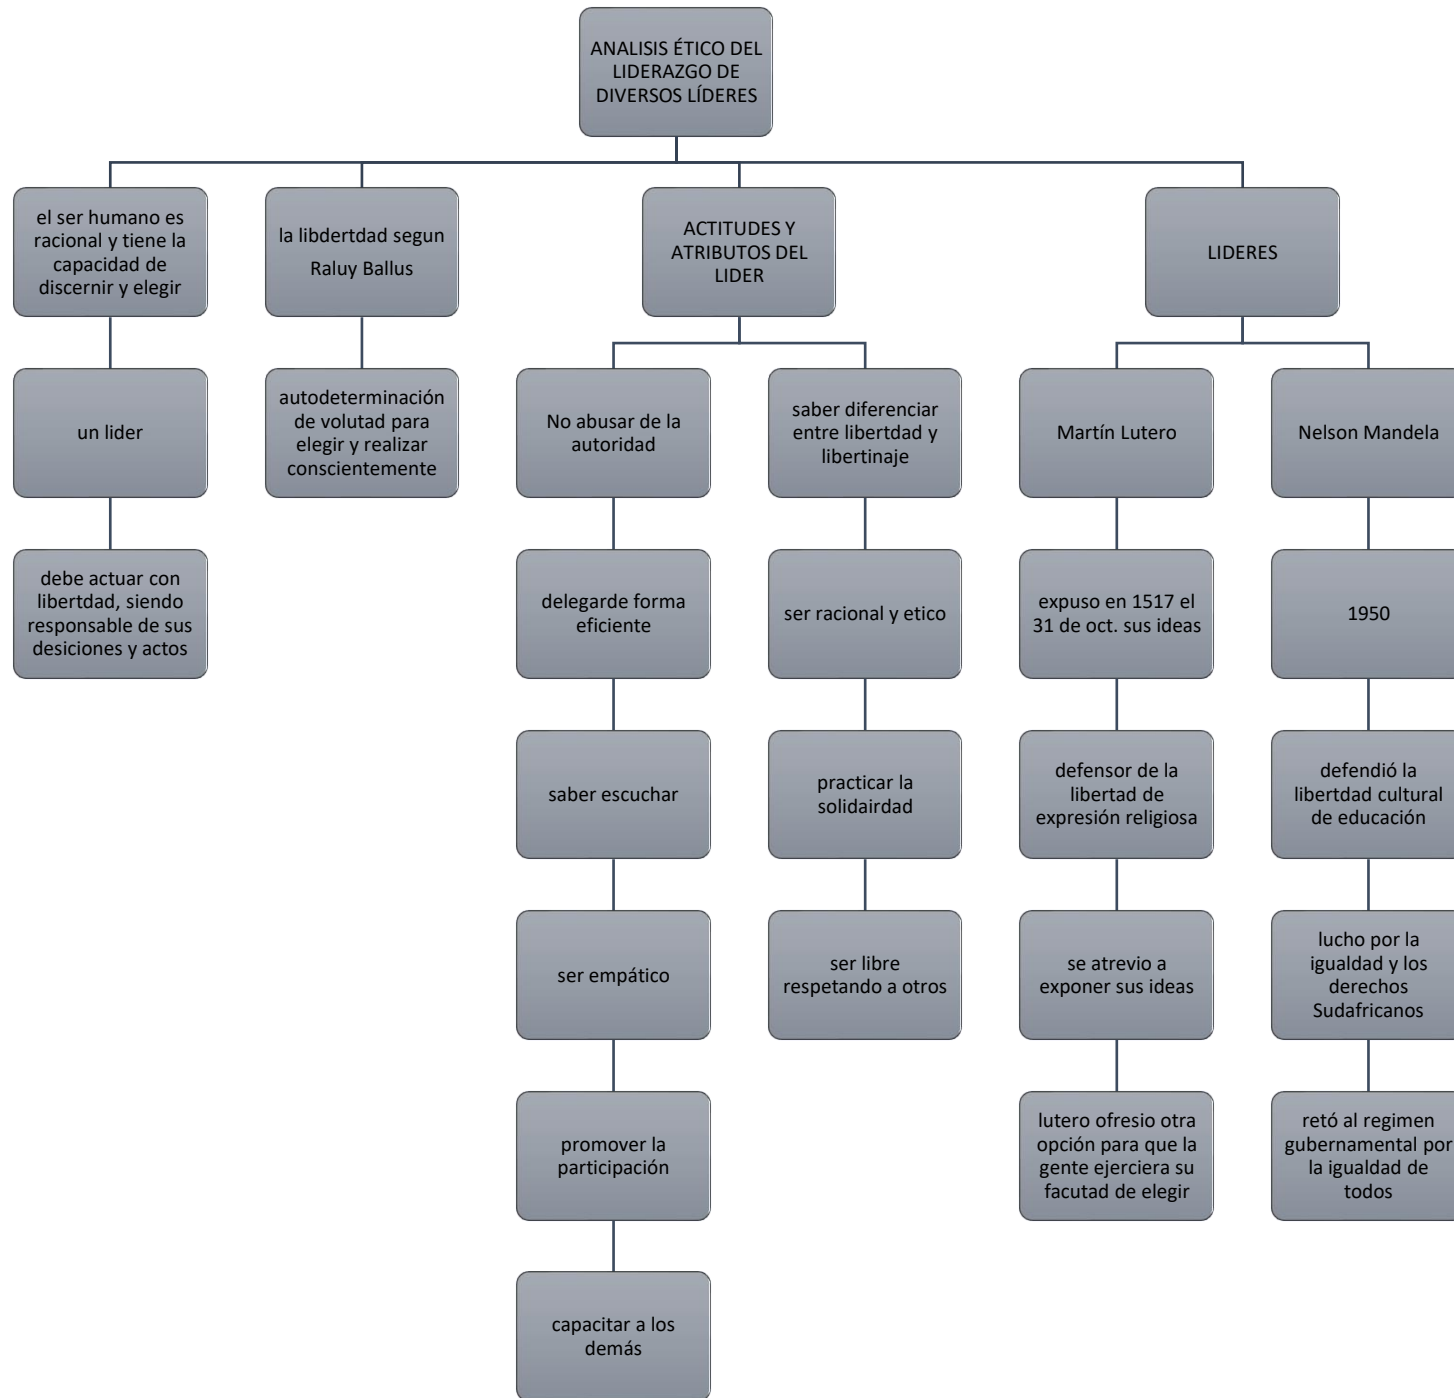 ANALISIS ÉTICO DEL
LIDERAZGO DE
DIVERSOS LÍDERES
el ser humano es
racional y tiene la
capacidad de
discernir y elegir
un lider
debe actuar con
libertdad, siendo
responsable de sus
desiciones y actos
la libdertdad segun
Raluy Ballus
autodeterminación
de volutad para
elegir y realizar
conscientemente
ACTITUDES Y
ATRIBUTOS DEL
LIDER
No abusar de la
autoridad
delegarde forma
eficiente
saber escuchar
ser empático
promover la
participación
capacitar a los
demás
saber diferenciar
entre libertdad y
libertinaje
ser racional y etico
practicar la
solidairdad
ser libre
respetando a otros
LIDERES
Martín Lutero
expuso en 1517 el
31 de oct. sus ideas
defensor de la
libertad de
expresión religiosa
se atrevio a
exponer sus ideas
lutero ofresio otra
opción para que la
gente ejerciera su
facutad de elegir
Nelson Mandela
1950
defendió la
libertdad cultural
de educación
lucho por la
igualdad y los
derechos
Sudafricanos
retó al regimen
gubernamental por
la igualdad de
todos